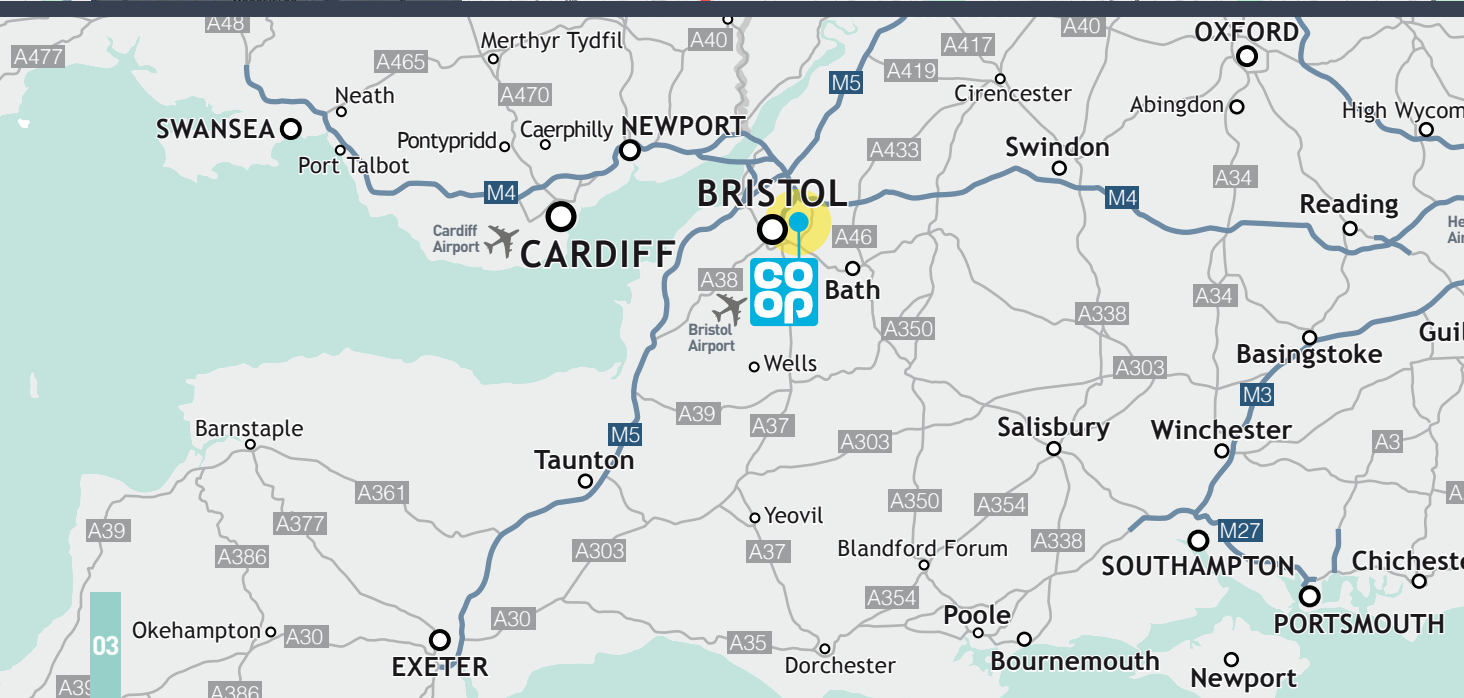 A48
A477
A465
Merthyr Tydfil
A40
A417
A40
OXFORD
A419
M5
Cirencester
Neath
A470
Abingdon
High Wycom
SWANSEA
Pontypridd
Caerphilly
NEWPORT
Port Talbot
A433
Swindon
A34
M4
BRISTOL
M4
Reading
Cardiff
Airport
CARDIFF
A46
He
Air
A38
CO
OP
Bath
A34
A338
A350
Bristol
Airport
Guil
Basingstoke
Wells
A303
M3
A39
A37
Barnstaple
M5
A303
Salisbury
Winchester
A3
Taunton
A361
A350
A354
A
A39
A377
Yeovil
M27
A386
A303
A37
Blandford Forum
A338
SOUTHAMPTON
Chicheste
A354
03
A30
Poole
PORTSMOUTH
Okehampton
A30
A35
EXETER
Dorchester
Bournemouth
Newport
A39
A386